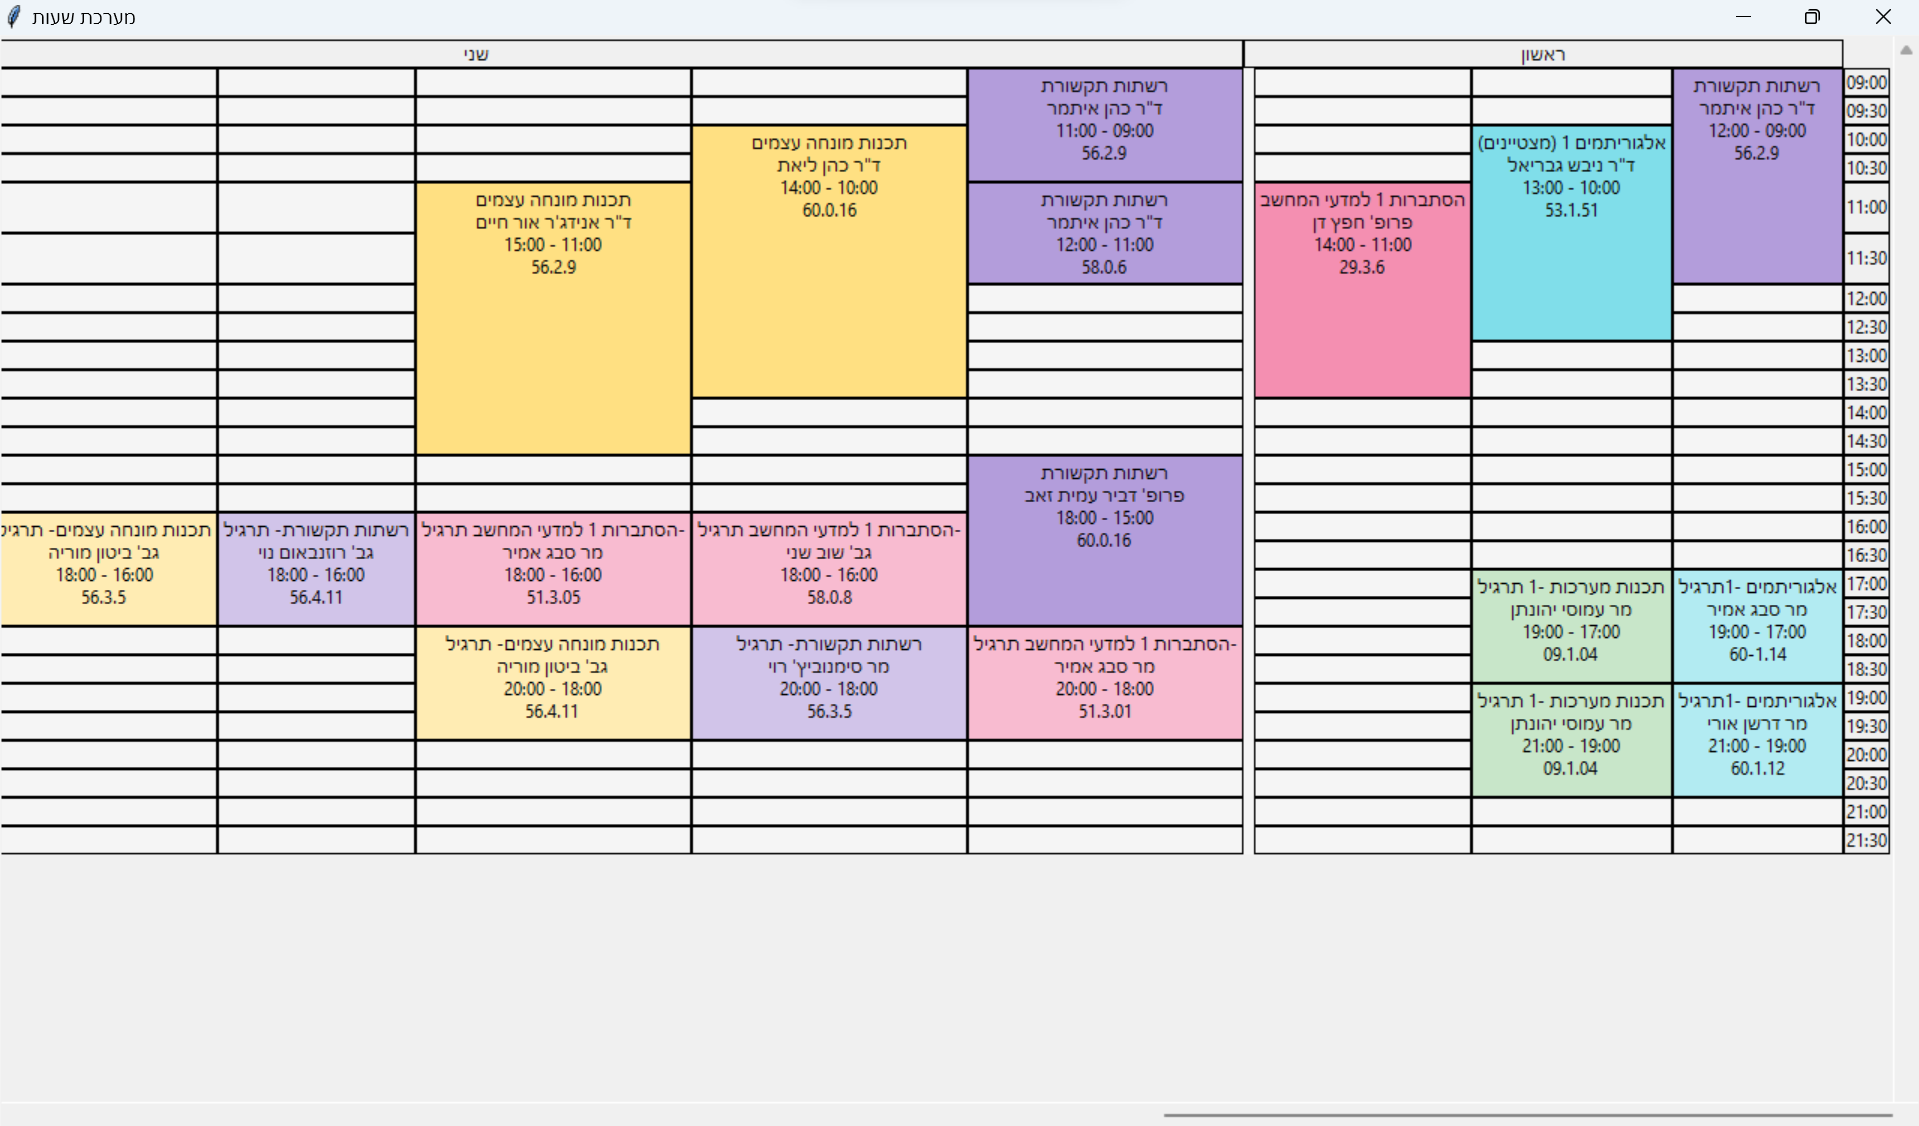 מערכת שעות
ראשון
שני
09:00
09:30
10:00
10:30
11:00
11:30
12:00
12:30
13:00
13:30
14:00
14:30
15:00
15:30
16:00
16:30
17:00
17:30
18:00
18:30
19:00
19:30
20:00
20:30
21:00
21:30
רשתות תקשורת
ד"ר כהן איתמר
12:00 - 09:00
56.2.9
אלגוריתמים -1תרגיל
מר סבג אמיר
19:00 - 17:00
60-1.14
אלגוריתמים -1תרגיל
מר דרשן אורי
21:00 - 19:00
60.1.12
אלגוריתמים 1 (מצטיינים)
ד"ר ניבש גבריאל
13:00 - 10:00
53.1.51
תכנות מערכות -1 תרגיל
מר עמוסי יהונתן
19:00 - 17:00
09.1.04
תכנות מערכות -1 תרגיל
מר עמוסי יהונתן
21:00 - 19:00
09.1.04
הסתברות 1 למדעי המחשב
פרופ' חפץ דן
14:00 - 11:00
29.3.6
רשתות תקשורת
ד"ר כהן איתמר
11:00 - 09:00
56.2.9
רשתות תקשורת
ד"ר כהן איתמר
12:00 - 11:00
58.0.6
רשתות תקשורת
פרופ' דביר עמית זאב
18:00 - 15:00
60.0.16
-הסתברות 1 למדעי המחשב תרגיל
מר סבג אמיר
20:00 - 18:00
51.3.01
תכנות מונחה עצמים
ד"ר כהן ליאת
14:00 - 10:00
60.0.16
-הסתברות 1 למדעי המחשב תרגיל
גב' שוב שני
18:00 - 16:00
58.0.8
רשתות תקשורת- תרגיל
מר סימנוביץ' רוי
20:00 - 18:00
56.3.5
תכנות מונחה עצמים
ד"ר אנידג'ר אור חיים
15:00 - 11:00
56.2.9
-הסתברות 1 למדעי המחשב תרגיל
מר סבג אמיר
18:00 - 16:00
51.3.05
תכנות מונחה עצמים- תרגיל
גב' ביטון מוריה
20:00 - 18:00
56.4.11
רשתות תקשורת- תרגיל
גב' רוזנבאום נוי
18:00 - 16:00
56.4.11
תכנות מונחה עצמים- תרגיל
גב' ביטון מוריה
18:00 - 16:00
56.3.5